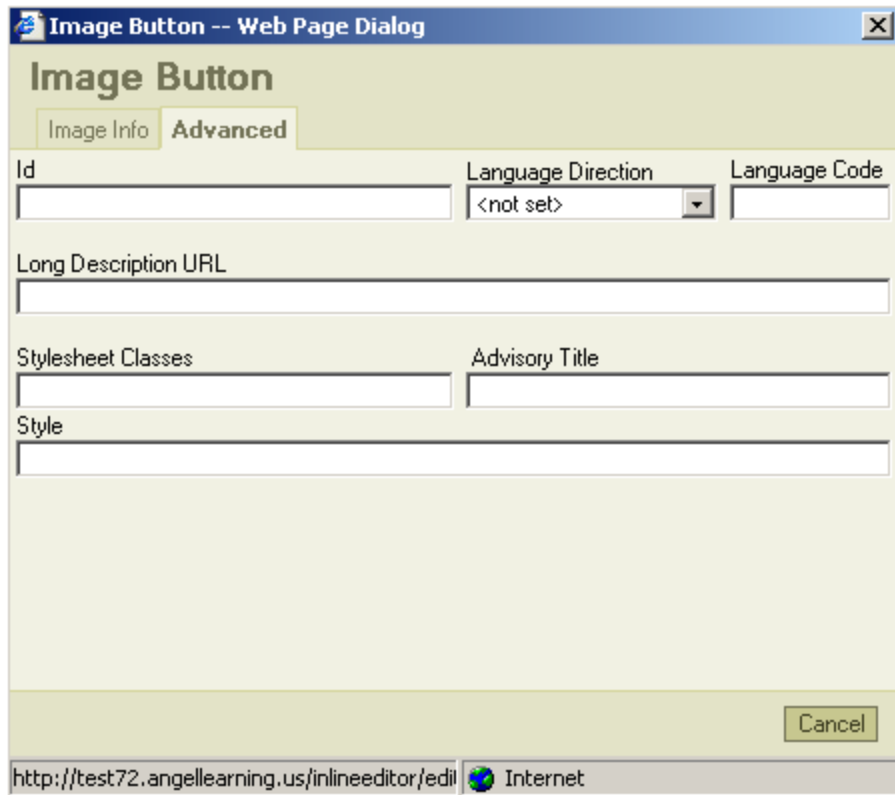 Image Button -- Web Page Dialog
Image Button
Image Info Advanced
Id Language Direction Language Code
<not set>
Long Description URL
Stylesheet Classes Advisory Title
Style
Cancel
http://test72.angellearning.us/inlineeditor/edit Internet